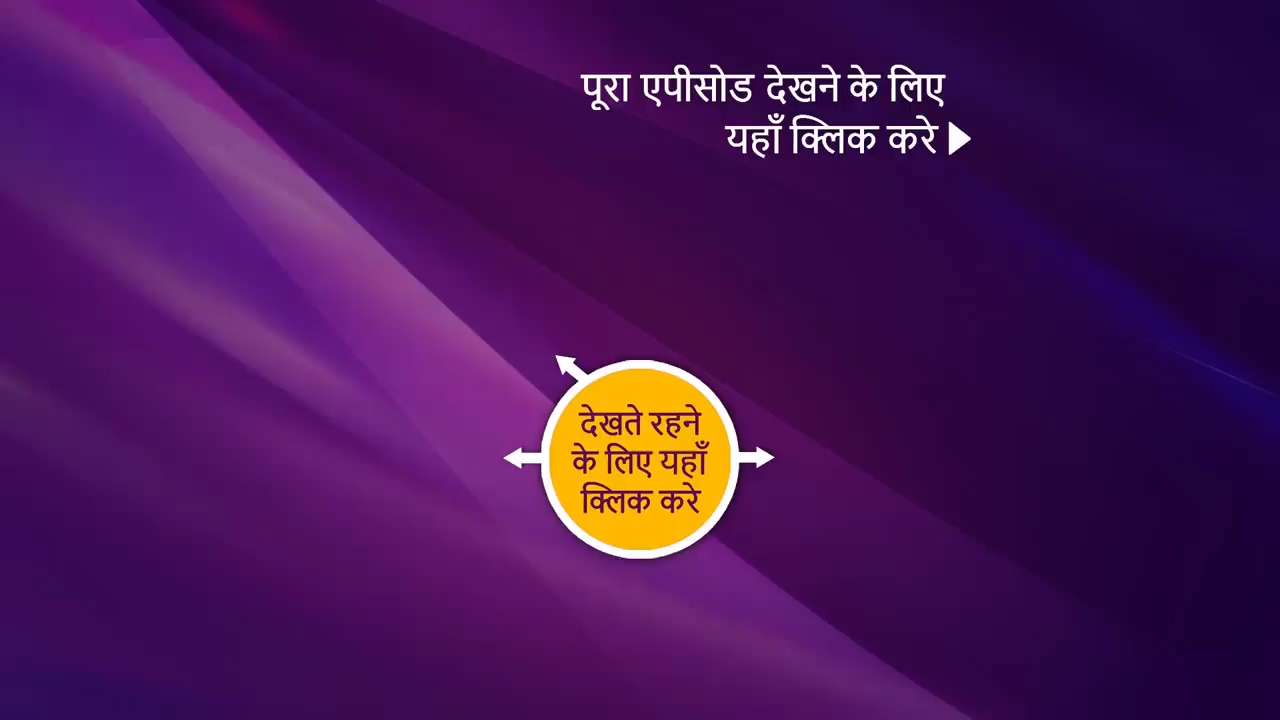 पूरा एपीसोड देखने के लिए
यहाँ क्लिक करे
देखते रहने
के लिए यहाँ
क्लिक करे